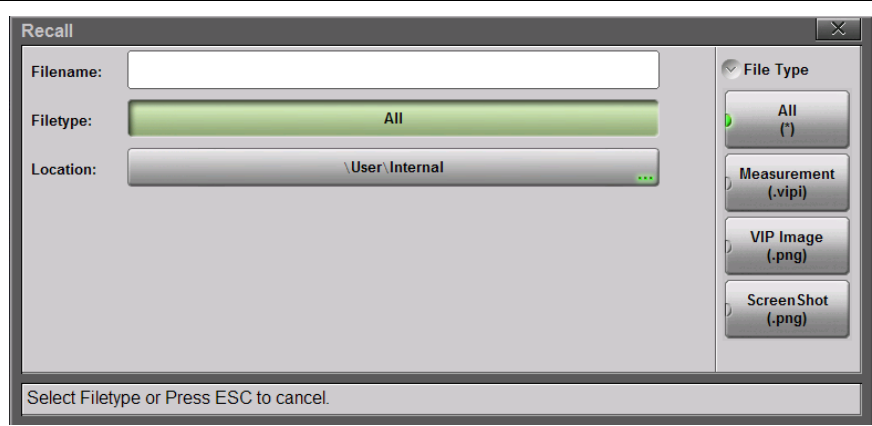 Recall
Filename:
Filetype:
All
Location:
\User\Internal
...
File Type
All
(*)
Measurement
(.vipi)
VIP Image
(.png)
ScreenShot
(.png)
Select Filetype or Press ESC to cancel.